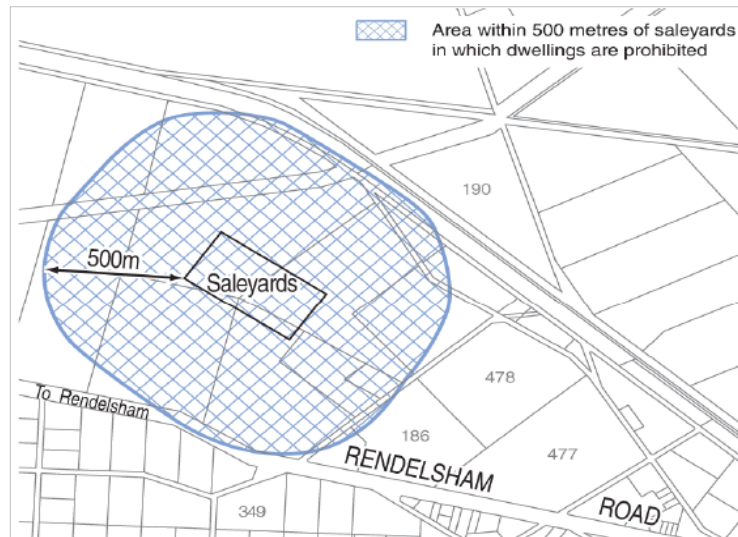 Area within 500 metres of saleyards
in which dwellings are prohibited
190
500m
Saleyards
To Rendelsham
478
186
477
RENDELSHAM
ROAD
349